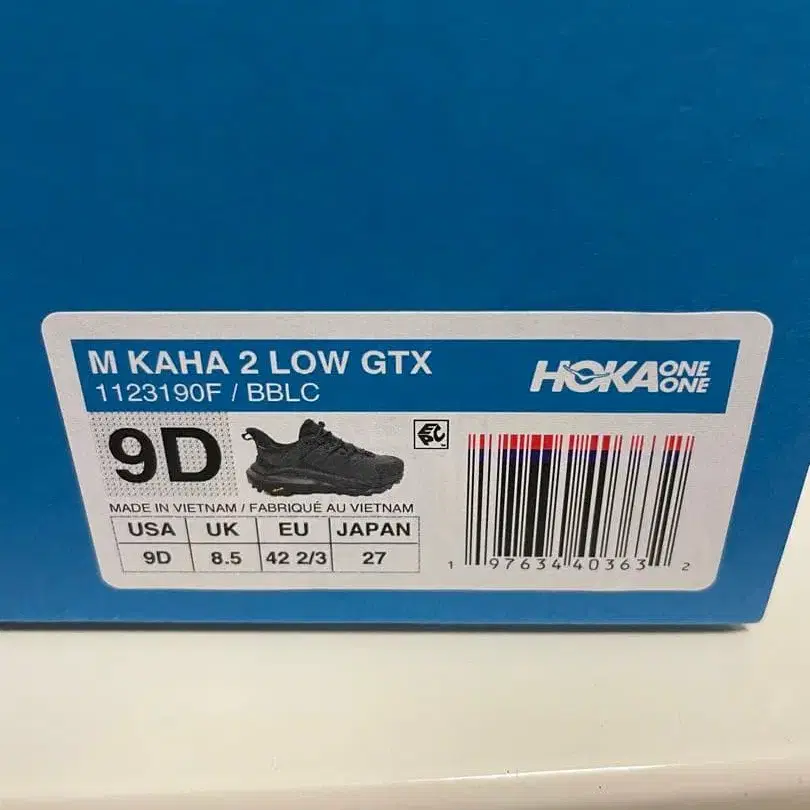 M KAHA 2 LOW GTX
1123190F / BBLC
HOKA ONE ONE
9D
MADE IN VIETNAM / FABRIQUÉ AU VIETNAM
USA UK EU JAPAN
9D 8.5 42 2/3 27
1 97634 40363 2